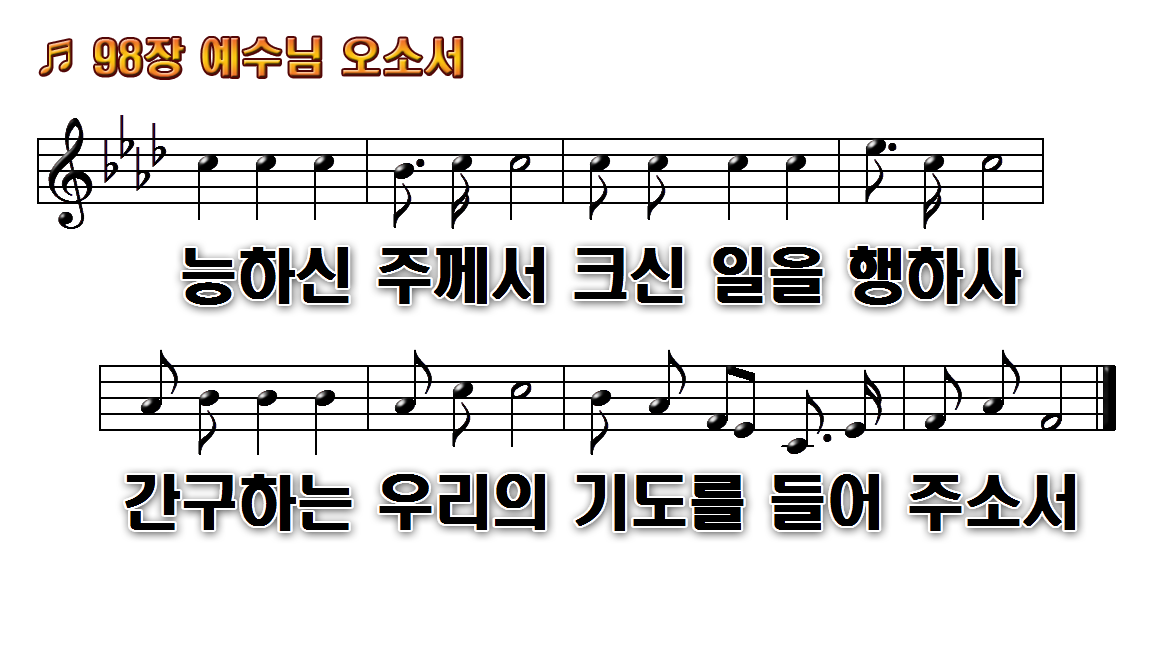 98장 예수님 오소서
능하신 주께서 크신 일을 행하사
간구하는 우리의 기도를 들어 주소서